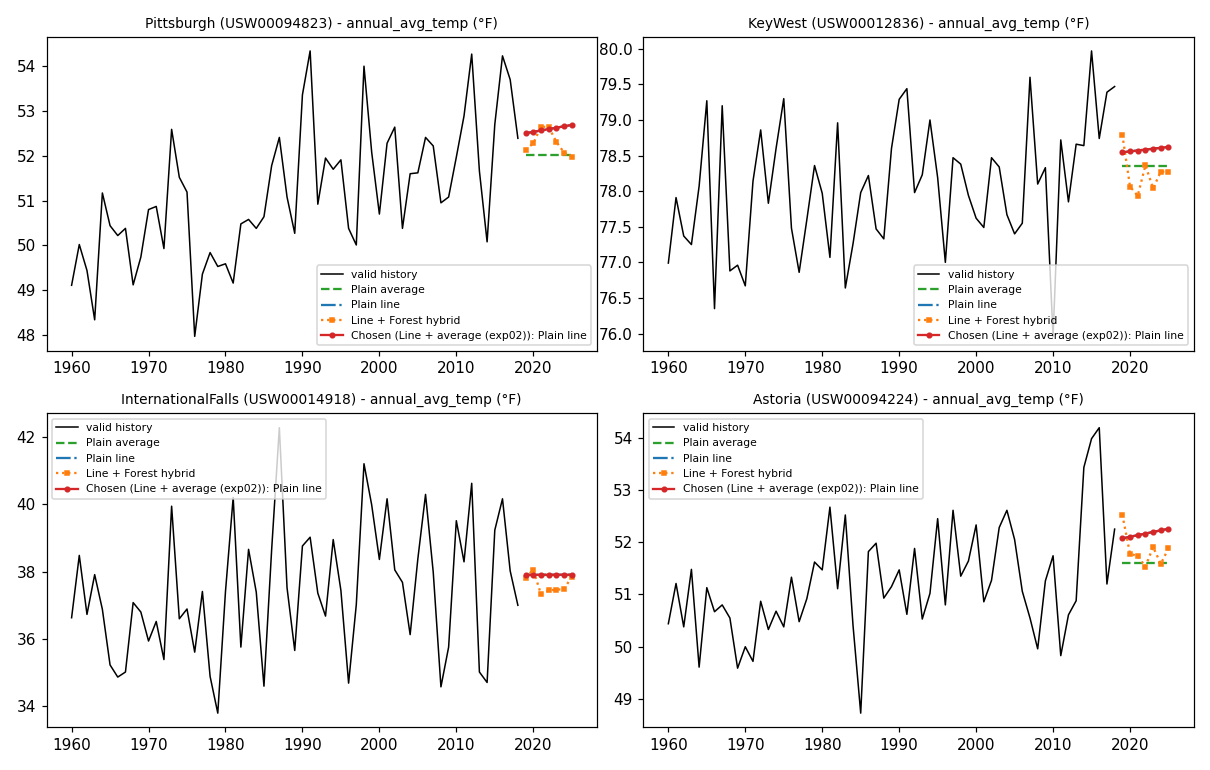 Pittsburgh (USW00094823) - annual_avg_temp (°F)
54
53
52
51
50
49
48
valid history
Plain average
Plain line
Line + Forest hybrid
Chosen (Line + average (exp02)): Plain line
1960 1970 1980 1990 2000 2010 2020
KeyWest (USW00012836) - annual_avg_temp (°F)
80.0
79.5
79.0
78.5
78.0
77.5
77.0
76.5
76.0
valid history
Plain average
Plain line
Line + Forest hybrid
Chosen (Line + average (exp02)): Plain line
1960 1970 1980 1990 2000 2010 2020
InternationalFalls (USW00014918) - annual_avg_temp (°F)
42
40
38
36
34
valid history
Plain average
Plain line
Line + Forest hybrid
Chosen (Line + average (exp02)): Plain line
1960 1970 1980 1990 2000 2010 2020
Astoria (USW00094224) - annual_avg_temp (°F)
54
53
52
51
50
49
valid history
Plain average
Plain line
Line + Forest hybrid
Chosen (Line + average (exp02)): Plain line
1960 1970 1980 1990 2000 2010 2020